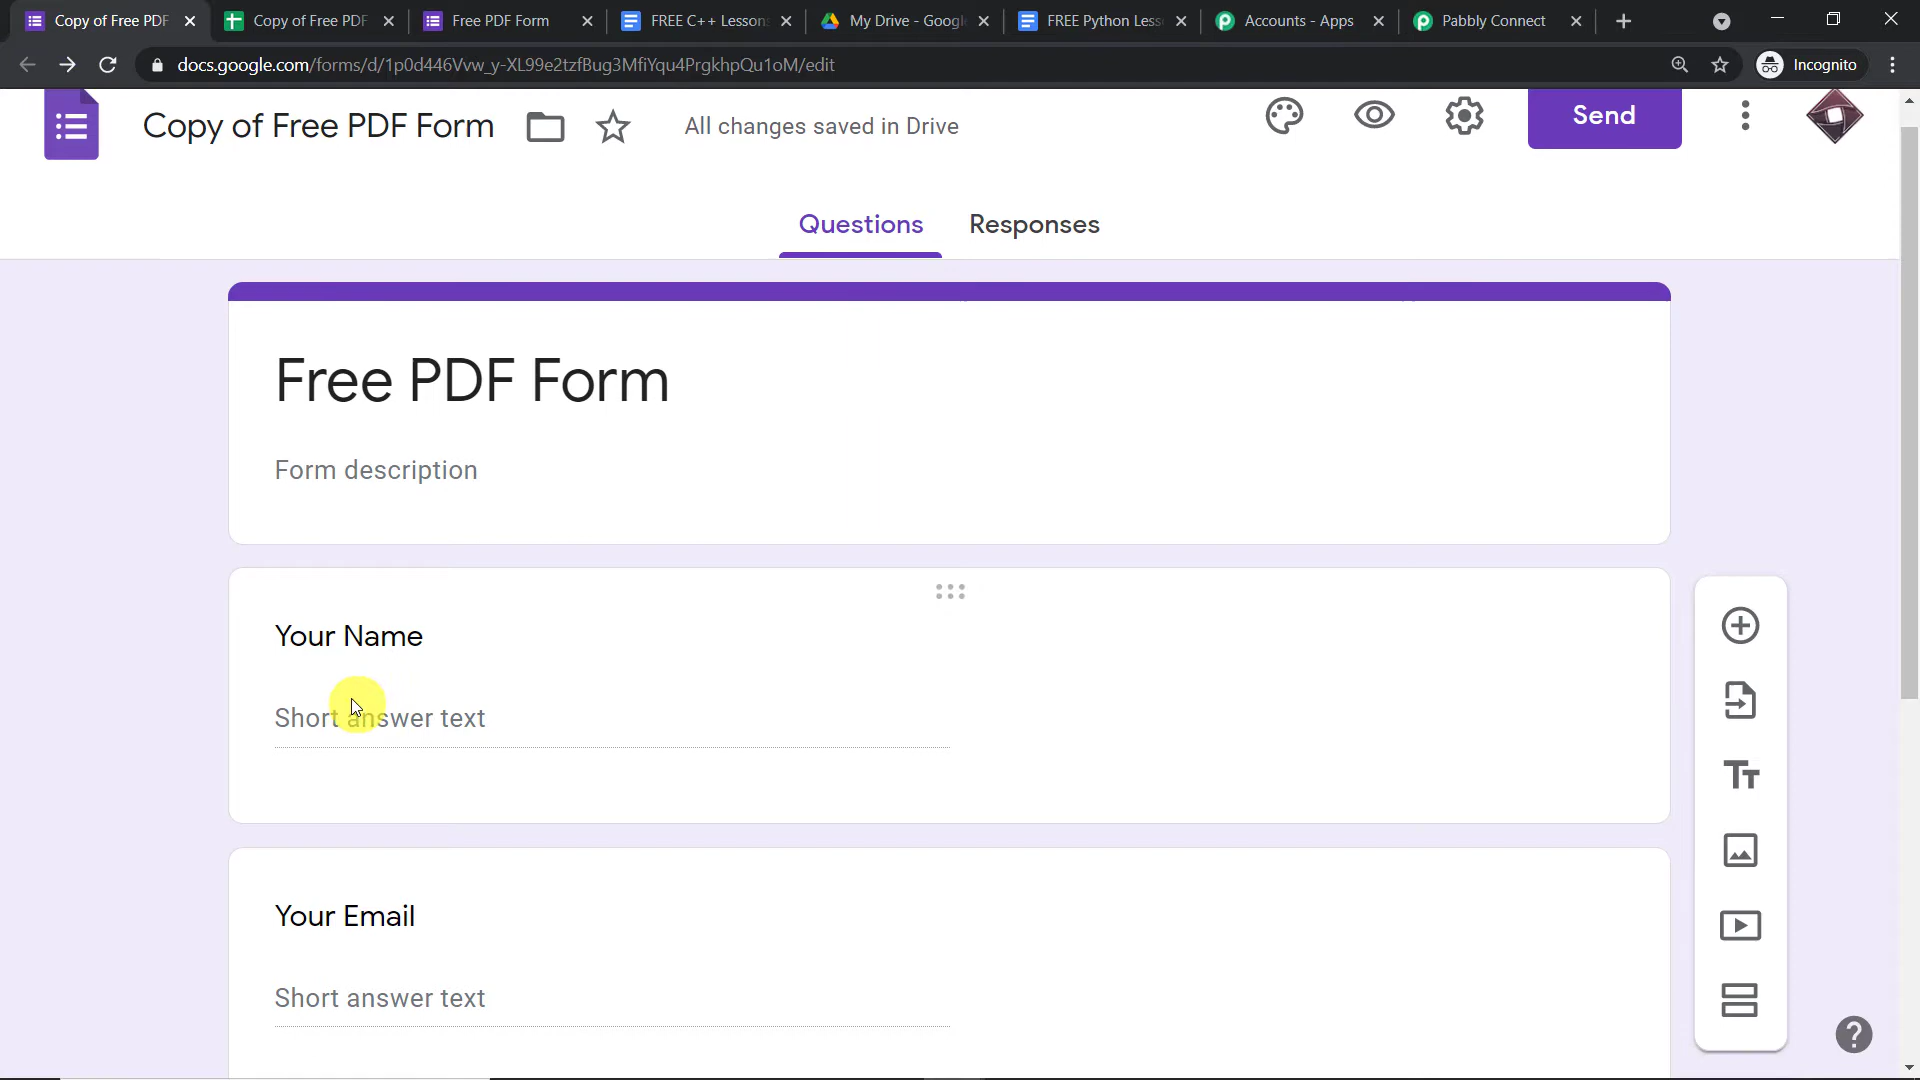 Copy of Free PDF
Copy of Free PDF
Free PDF Form
FREE C++ Lessons
My Drive - Google
FREE Python Less
Accounts - Apps
Pabbly Connect
docs.google.com/forms/d/1p0d446Vvw_y-XL99e2tzfBug3MfiYqu4PrgkhpQu1oM/edit
Incognito
Copy of Free PDF Form
All changes saved in Drive
Send
Questions
Responses
Free PDF Form
Form description
Your Name
Short answer text
Your Email
Short answer text